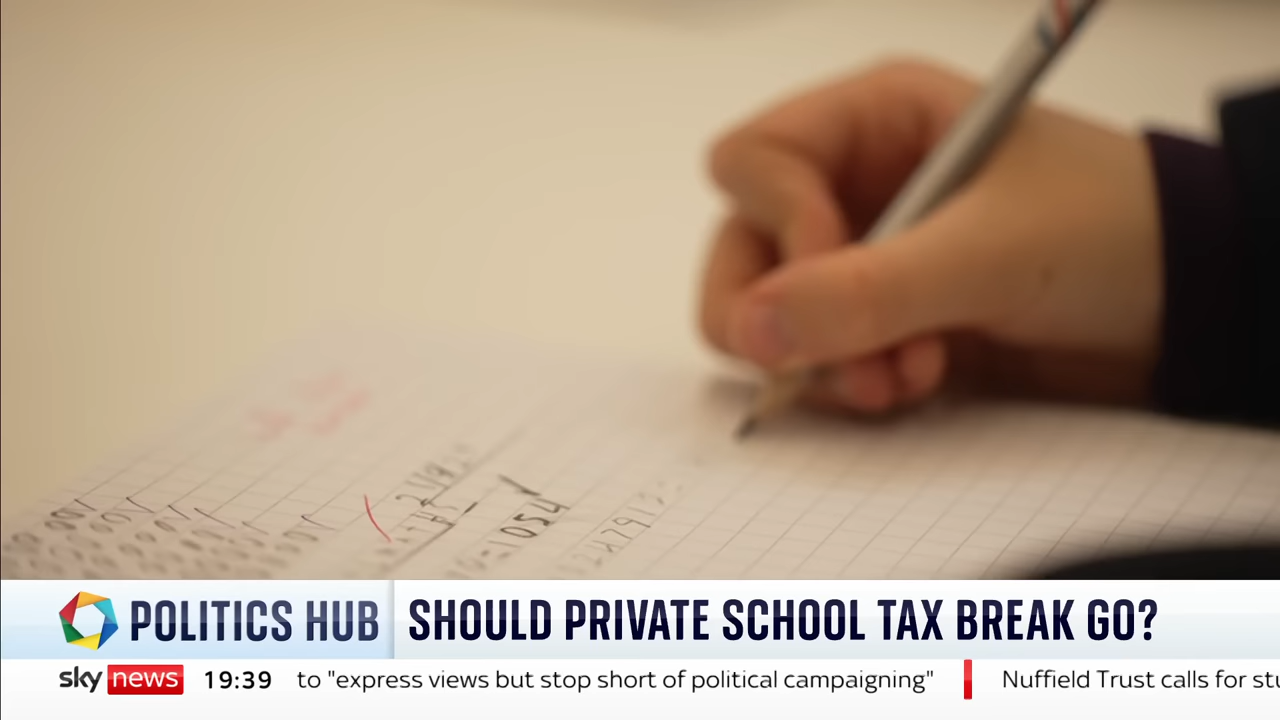 1054
POLITICS HUB
SHOULD PRIVATE SCHOOL TAX BREAK GO?
sky news 19:39 to "express views but stop short of political campaigning" Nuffield Trust calls for stu